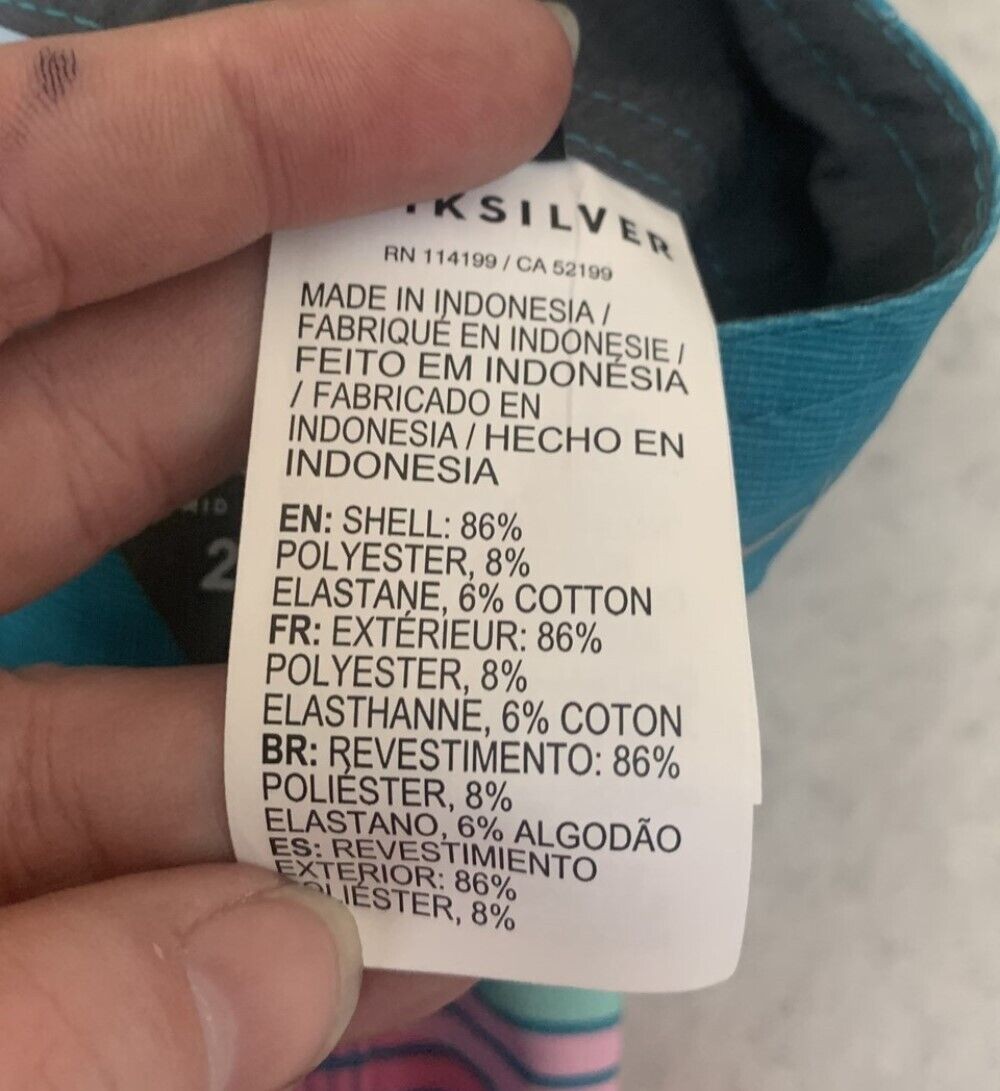 IKSILVER
RN 114199 / CA 52199
MADE IN INDONESIA /
FABRIQUÉ EN INDONESIE /
FEITO EM INDONÉSIA
/ FABRICADO EN
INDONESIA / HECHO EN
INDONESIA
EN: SHELL: 86%
POLYESTER, 8%
ELASTANE, 6% COTTON
FR: EXTÉRIEUR: 86%
POLYESTER, 8%
ELASTHANNE, 6% COTON
BR: REVESTIMENTO: 86%
POLIÉSTER, 8%
ELASTANO, 6% ALGODÃO
ES: REVESTIMIENTO
EXTERIOR: 86%
POLIÉSTER, 8%
2